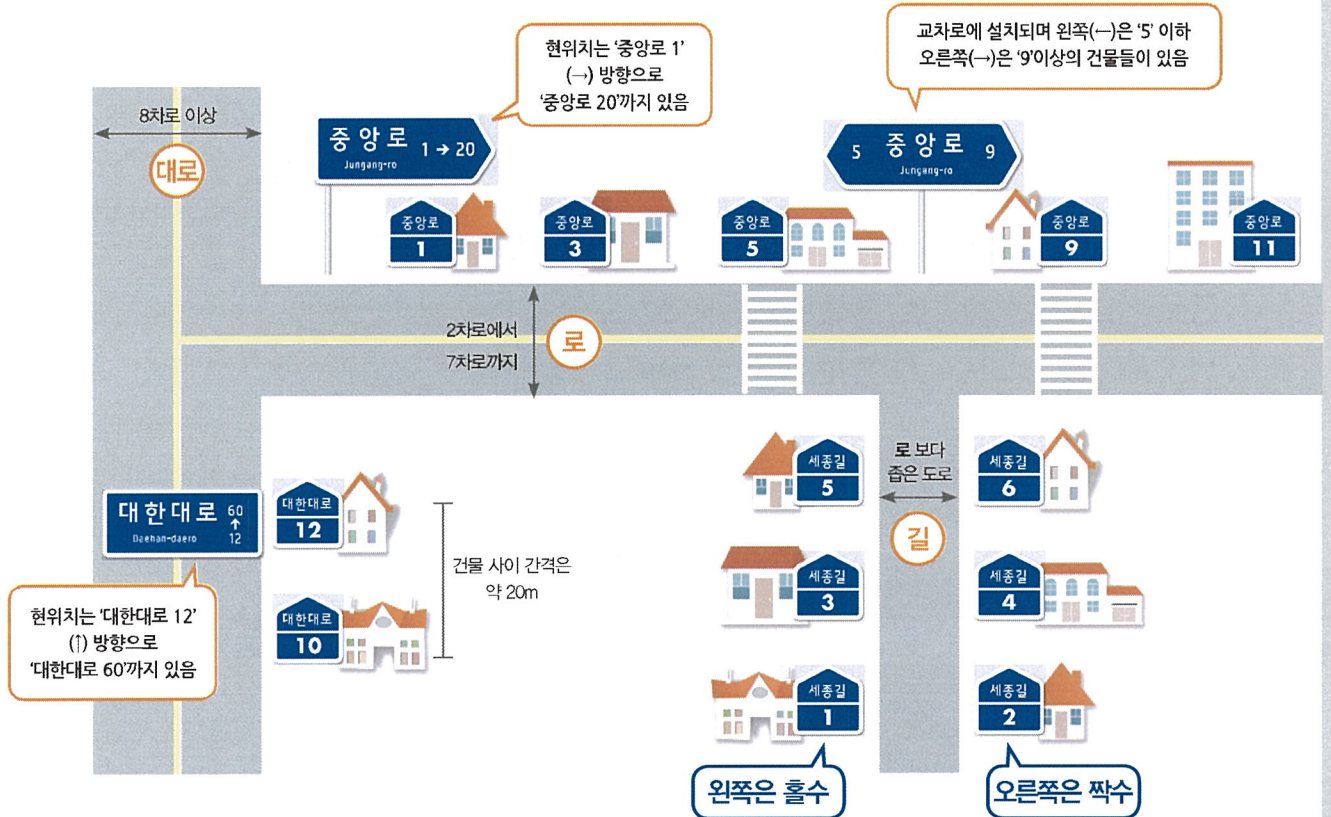 현위치는 '중앙로 1'
(→) 방향으로
'중앙로 20'까지 있음
교차로에 설치되며 왼쪽(←)은 '5' 이하
오른쪽(→)은 '9'이상의 건물들이 있음
8차로 이상
대로
중앙로 1 → 20
Jungang-ro
5 중앙로 9
Jungang-ro
중앙로
1
중앙로
3
중앙로
5
중앙로
9
중앙로
11
2차로에서
7차로까지
로
대한대로 60
↑
Daehan-daero 12
대한대로
12
대한대로
10
건물 사이 간격은
약 20m
현위치는 '대한대로 12'
(↑) 방향으로
'대한대로 60'까지 있음
로 보다
좁은 도로
길
세종길
5
세종길
6
세종길
3
세종길
4
세종길
1
세종길
2
왼쪽은 홀수
오른쪽은 짝수